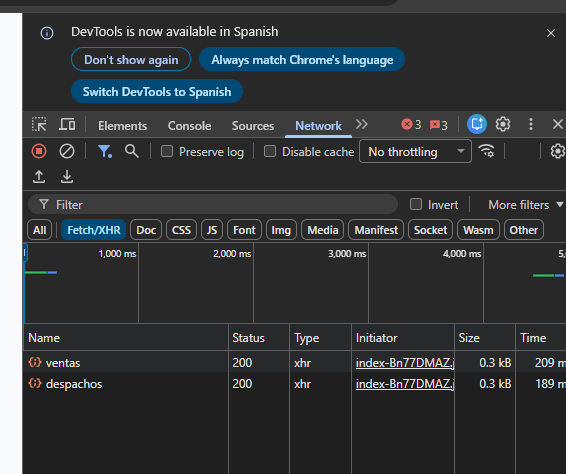 DevTools is now available in Spanish
Don't show again Always match Chrome's language
Switch DevTools to Spanish
Elements Console Sources Network 3 3
Preserve log Disable cache No throttling
Filter Invert More filters
All Fetch/XHR Doc CSS JS Font Img Media Manifest Socket Wasm Other
1,000 ms 2,000 ms 3,000 ms 4,000 ms 5,0
Name Status Type Initiator Size Time
ventas 200 xhr index-Bn77DMAZ.j 0.3 kB 209 m
despachos 200 xhr index-Bn77DMAZ.j 0.3 kB 189 m